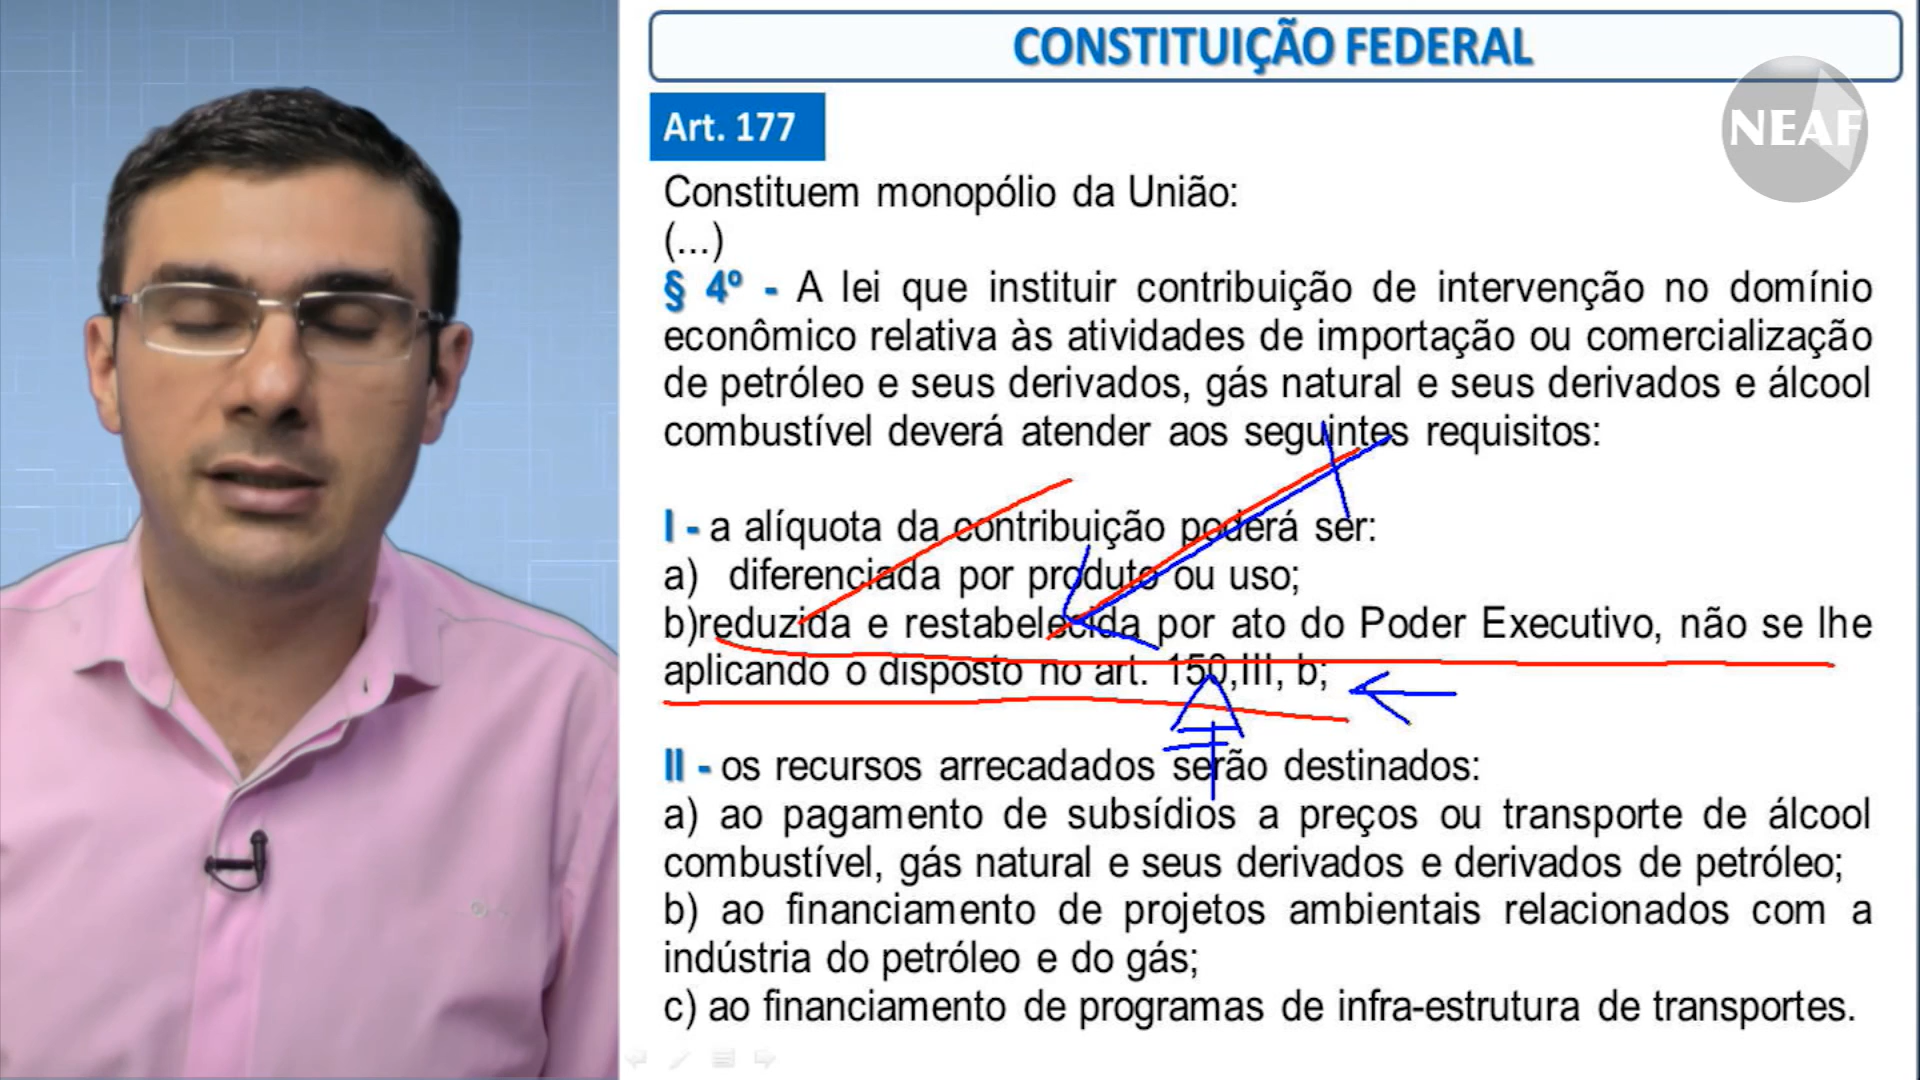 CONSTITUIÇÃO FEDERAL
NEAF
Art. 177
Constituem monopólio da União:
(...)
§ 4º - A lei que instituir contribuição de intervenção no domínio
econômico relativa às atividades de importação ou comercialização
de petróleo e seus derivados, gás natural e seus derivados e álcool
combustível deverá atender aos seguintes requisitos:
I - a alíquota da contribuição poderá ser:
a) diferenciada por produto ou uso;
b)reduzida e restabelecida por ato do Poder Executivo, não se lhe
aplicando o disposto no art. 150,III, b;
II - os recursos arrecadados serão destinados:
a) ao pagamento de subsídios a preços ou transporte de álcool
combustível, gás natural e seus derivados e derivados de petróleo;
b) ao financiamento de projetos ambientais relacionados com a
indústria do petróleo e do gás;
c) ao financiamento de programas de infra-estrutura de transportes.